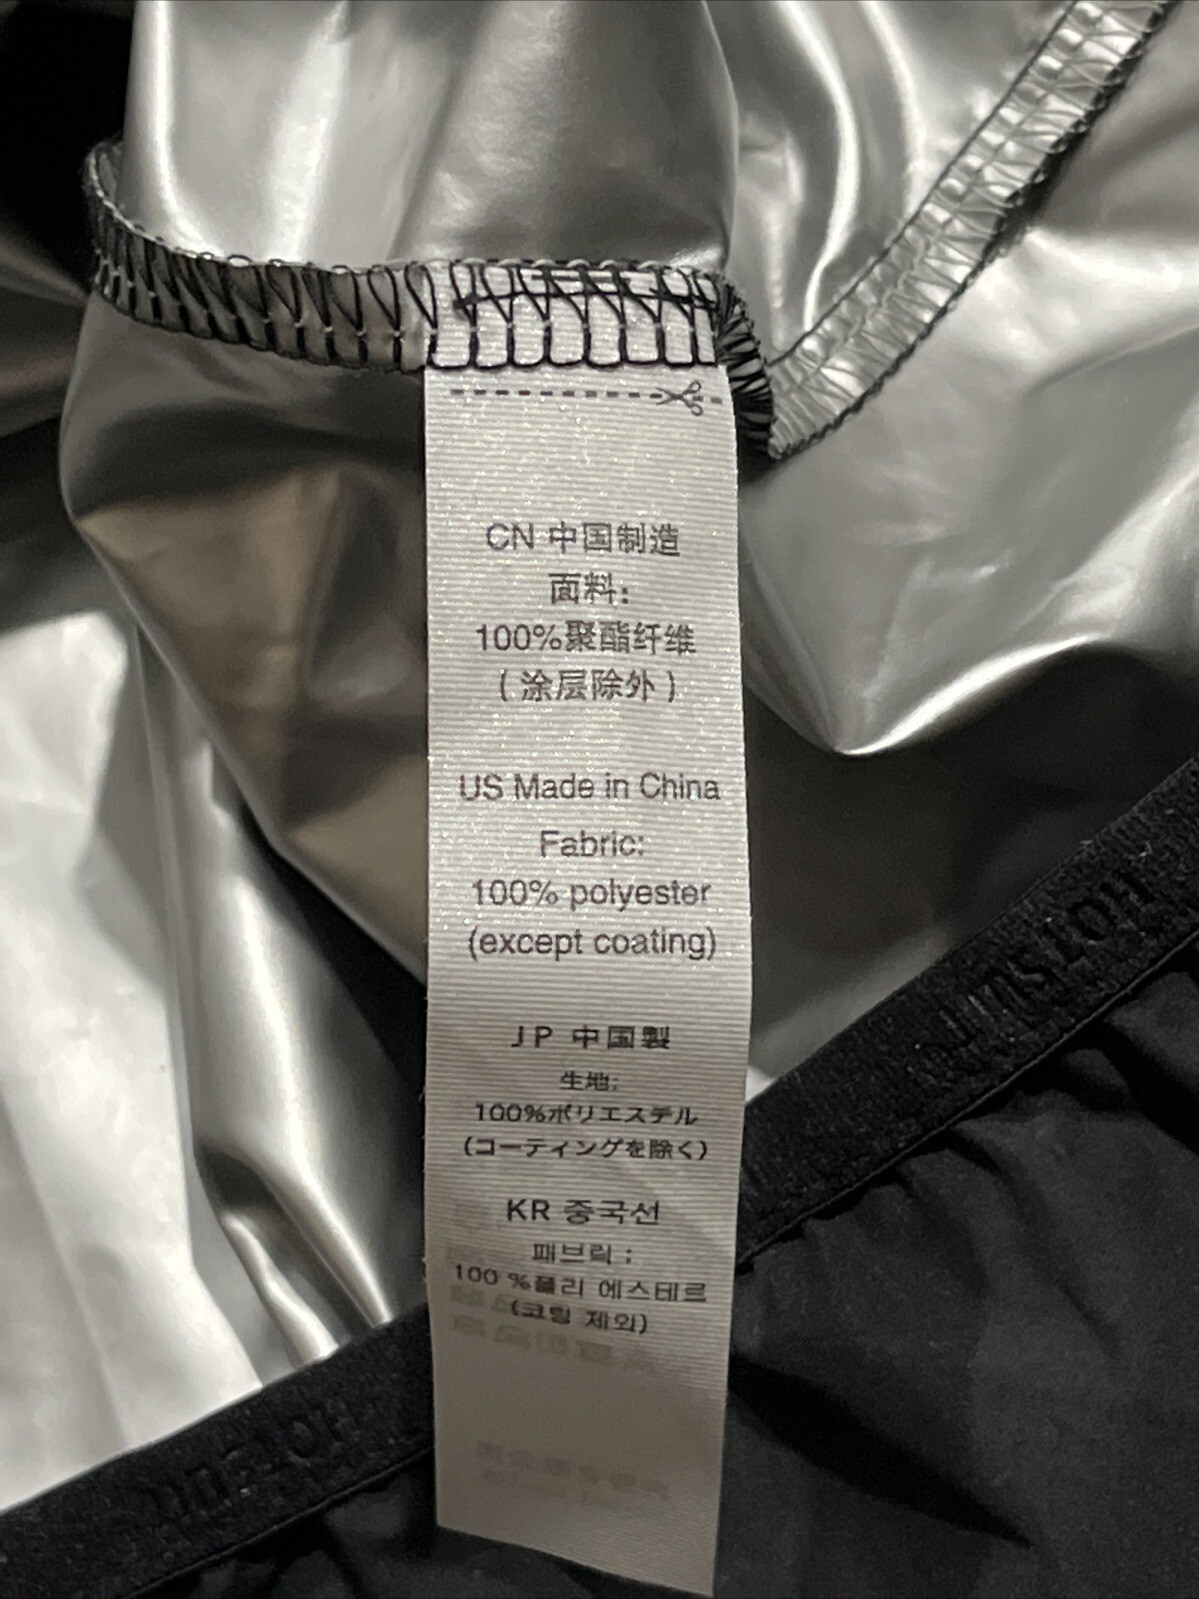 CN 中国制造
面料:
100%聚酯纤维
(涂层除外)
US Made in China
Fabric:
100% polyester
(except coating)
JP 中国製
生地:
100%ポリエステル
(コーティングを除く)
KR 중국선
패브릭 :
100 %폴리 에스테르
(코팅 제외)
HOTSUIT